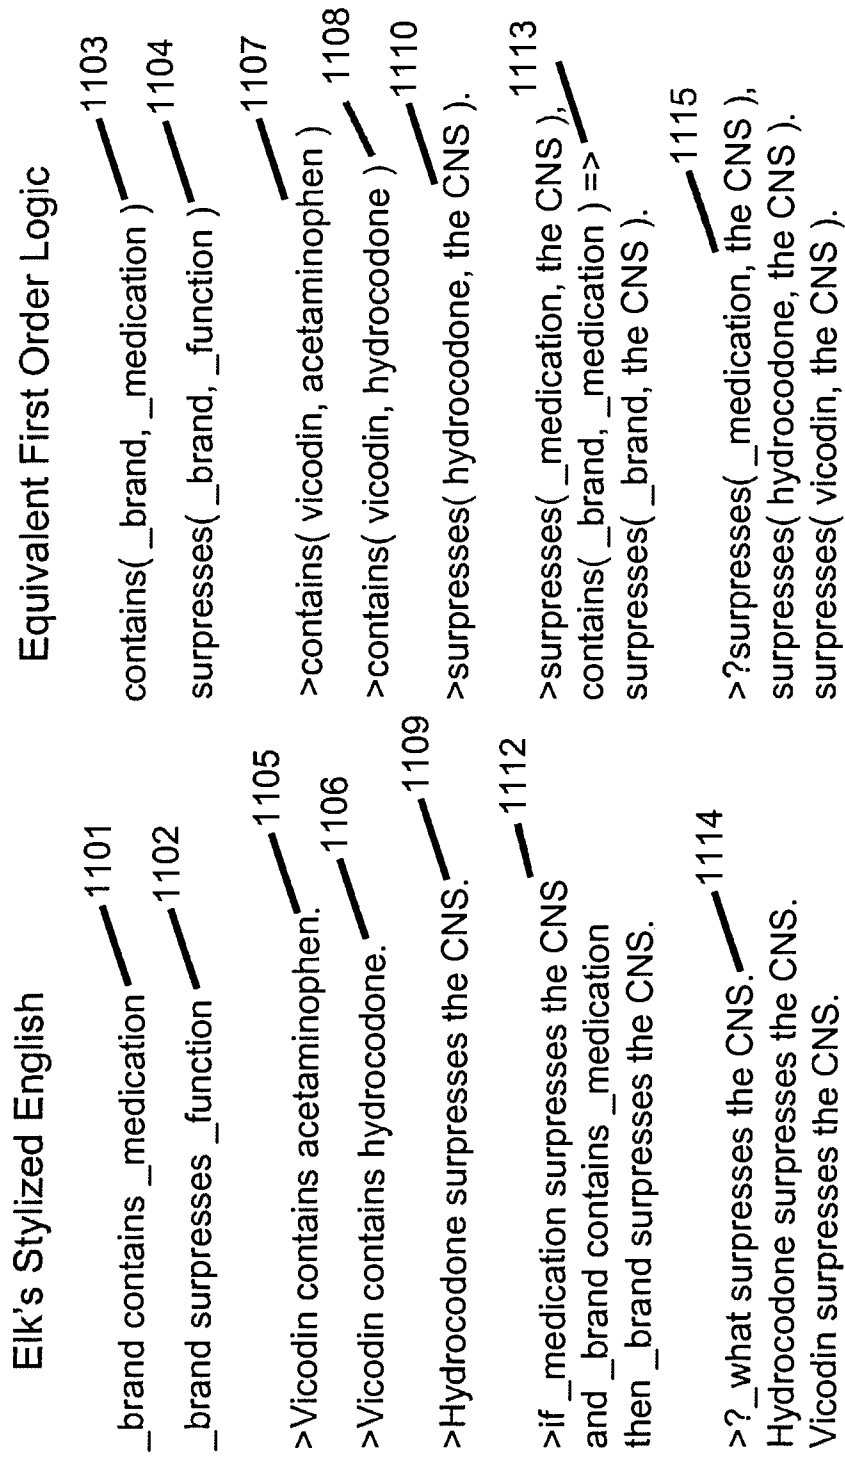 Elk's Stylized English
_brand contains _medication
1101
_brand surpresses _function
1102
>Vicodin contains acetaminophen.
1105
>Vicodin contains hydrocodone.
1106
>Hydrocodone surpresses the CNS.
1109
>if _medication surpresses the CNS
1112
and _brand contains _medication
then _brand surpresses the CNS.
>?_what surpresses the CNS.
1114
Hydrocodone surpresses the CNS.
Vicodin surpresses the CNS.
Equivalent First Order Logic
contains( _brand, _medication )
1103
surpresses( _brand, _function )
1104
>contains( vicodin, acetaminophen )
1107
>contains( vicodin, hydrocodone )
1108
>surpresses( hydrocodone, the CNS ).
1110
>surpresses( _medication, the CNS ),
contains( _brand, _medication ) =>
1113
surpresses( _brand, the CNS ).
>?surpresses( _medication, the CNS ),
1115
surpresses( hydrocodone, the CNS ).
surpresses( vicodin, the CNS ).